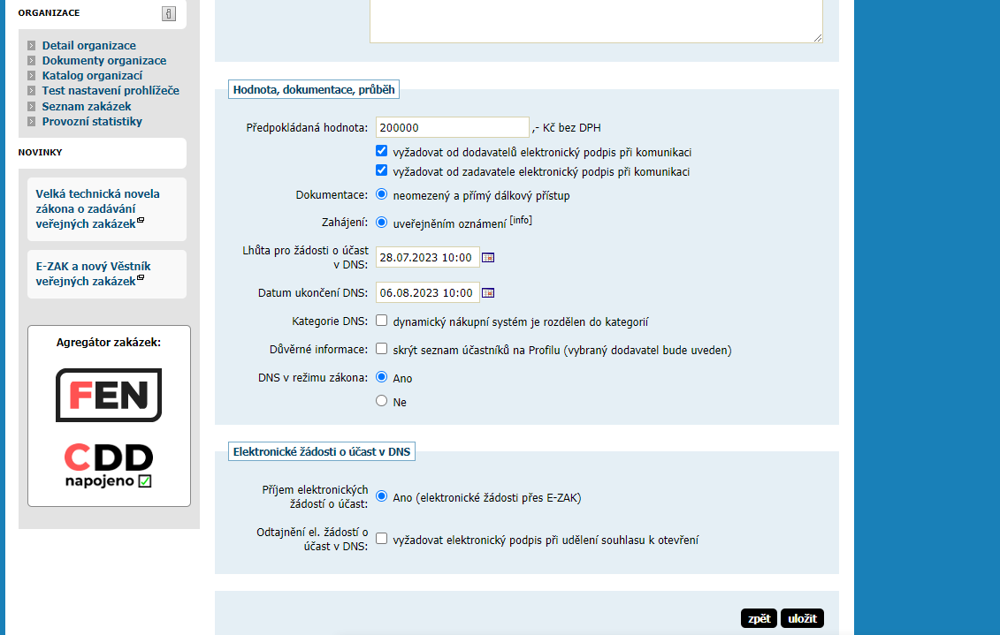 ORGANIZACE
Detail organizace
Dokumenty organizace
Katalog organizací
Test nastavení prohlížeče
Seznam zakázek
Provozní statistiky
NOVINKY
Velká technická novela
zákona o zadávání
veřejných zakázek
E-ZAK a nový Věstník
veřejných zakázek
Agregátor zakázek:
FEN
CDD
napojeno
Hodnota, dokumentace, průběh
Předpokládaná hodnota: 200000 ,- Kč bez DPH
vyžadovat od dodavatelů elektronický podpis při komunikaci
vyžadovat od zadavatele elektronický podpis při komunikaci
Dokumentace: neomezený a přímý dálkový přístup
Zahájení: uveřejněním oznámení [info]
Lhůta pro žádosti o účast
v DNS: 28.07.2023 10:00
Datum ukončení DNS: 06.08.2023 10:00
Kategorie DNS: dynamický nákupní systém je rozdělen do kategorií
Důvěrné informace: skrýt seznam účastníků na Profilu (vybraný dodavatel bude uveden)
DNS v režimu zákona: Ano
Ne
Elektronické žádosti o účast v DNS
Příjem elektronických
žádostí o účast: Ano (elektronické žádosti přes E-ZAK)
Odtajnění el. žádostí o
účast v DNS: vyžadovat elektronický podpis při udělení souhlasu k otevření
zpět uložit